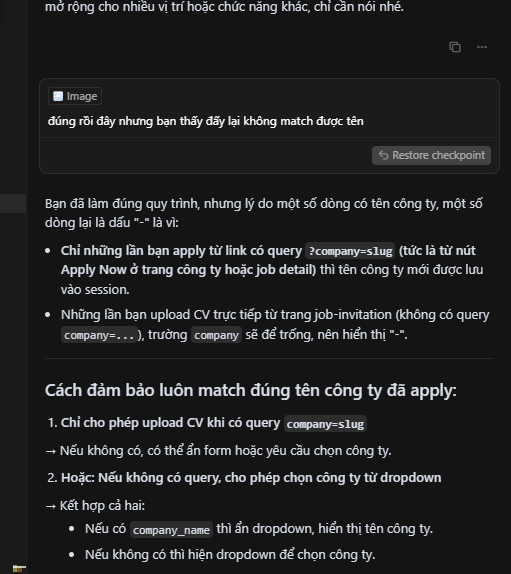 mở rộng cho nhiều vị trí hoặc chức năng khác, chỉ cần nói nhé.
Image
đúng rồi đây nhưng bạn thấy đấy lại không match được tên
Restore checkpoint
Bạn đã làm đúng quy trình, nhưng lý do một số dòng có tên công ty, một số
dòng lại là dấu "-" là vì:
• Chỉ những lần bạn apply từ link có query ?company=slug (tức là từ nút
Apply Now ở trang công ty hoặc job detail) thì tên công ty mới được lưu
vào session.
• Những lần bạn upload CV trực tiếp từ trang job-invitation (không có query
company=...), trường company sẽ để trống, nên hiển thị "-".
Cách đảm bảo luôn match đúng tên công ty đã apply:
1. Chỉ cho phép upload CV khi có query company=slug
→ Nếu không có, có thể ẩn form hoặc yêu cầu chọn công ty.
2. Hoặc: Nếu không có query, cho phép chọn công ty từ dropdown
→ Kết hợp cả hai:
• Nếu có company_name thì ẩn dropdown, hiển thị tên công ty.
• Nếu không có thì hiện dropdown để chọn công ty.